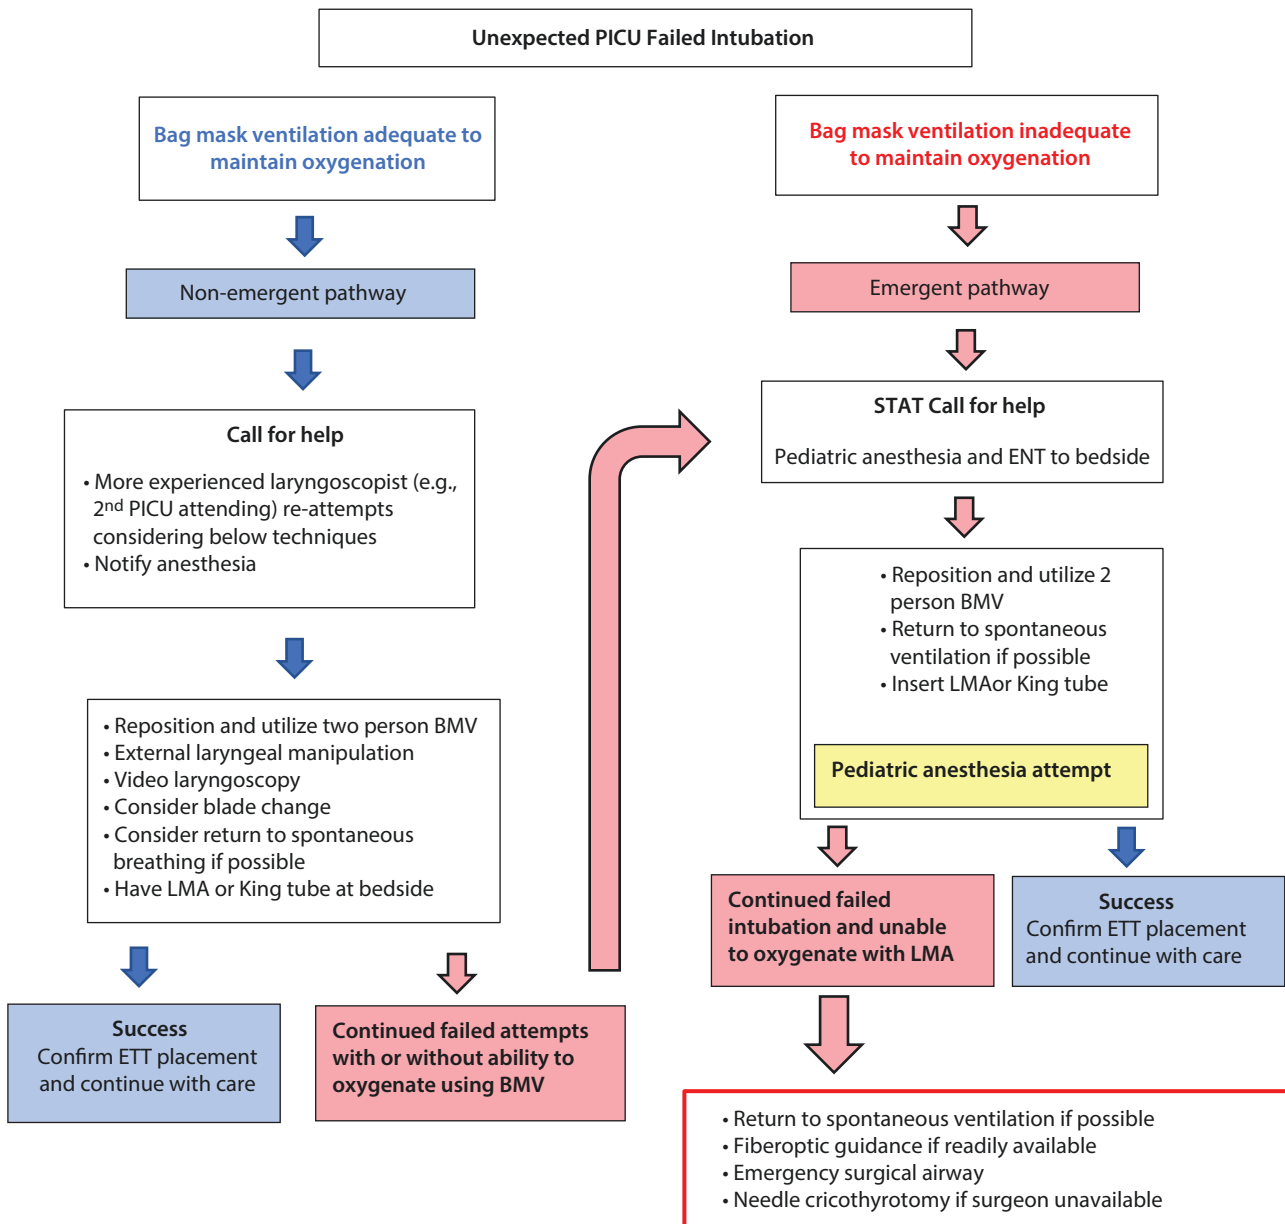 Unexpected PICU Failed Intubation
Bag mask ventilation adequate to
maintain oxygenation
Non-emergent pathway
Call for help
• More experienced laryngoscopist (e.g.,
2nd PICU attending) re-attempts
considering below techniques
• Notify anesthesia
• Reposition and utilize two person BMV
• External laryngeal manipulation
• Video laryngoscopy
• Consider blade change
• Consider return to spontaneous
breathing if possible
• Have LMA or King tube at bedside
Success
Confirm ETT placement
and continue with care
Continued failed attempts
with or without ability to
oxygenate using BMV
Bag mask ventilation inadequate
to maintain oxygenation
Emergent pathway
STAT Call for help
Pediatric anesthesia and ENT to bedside
• Reposition and utilize 2
person BMV
• Return to spontaneous
ventilation if possible
• Insert LMAor King tube
Pediatric anesthesia attempt
Continued failed
intubation and unable
to oxygenate with LMA
Success
Confirm ETT placement
and continue with care
• Return to spontaneous ventilation if possible
• Fiberoptic guidance if readily available
• Emergency surgical airway
• Needle cricothyrotomy if surgeon unavailable